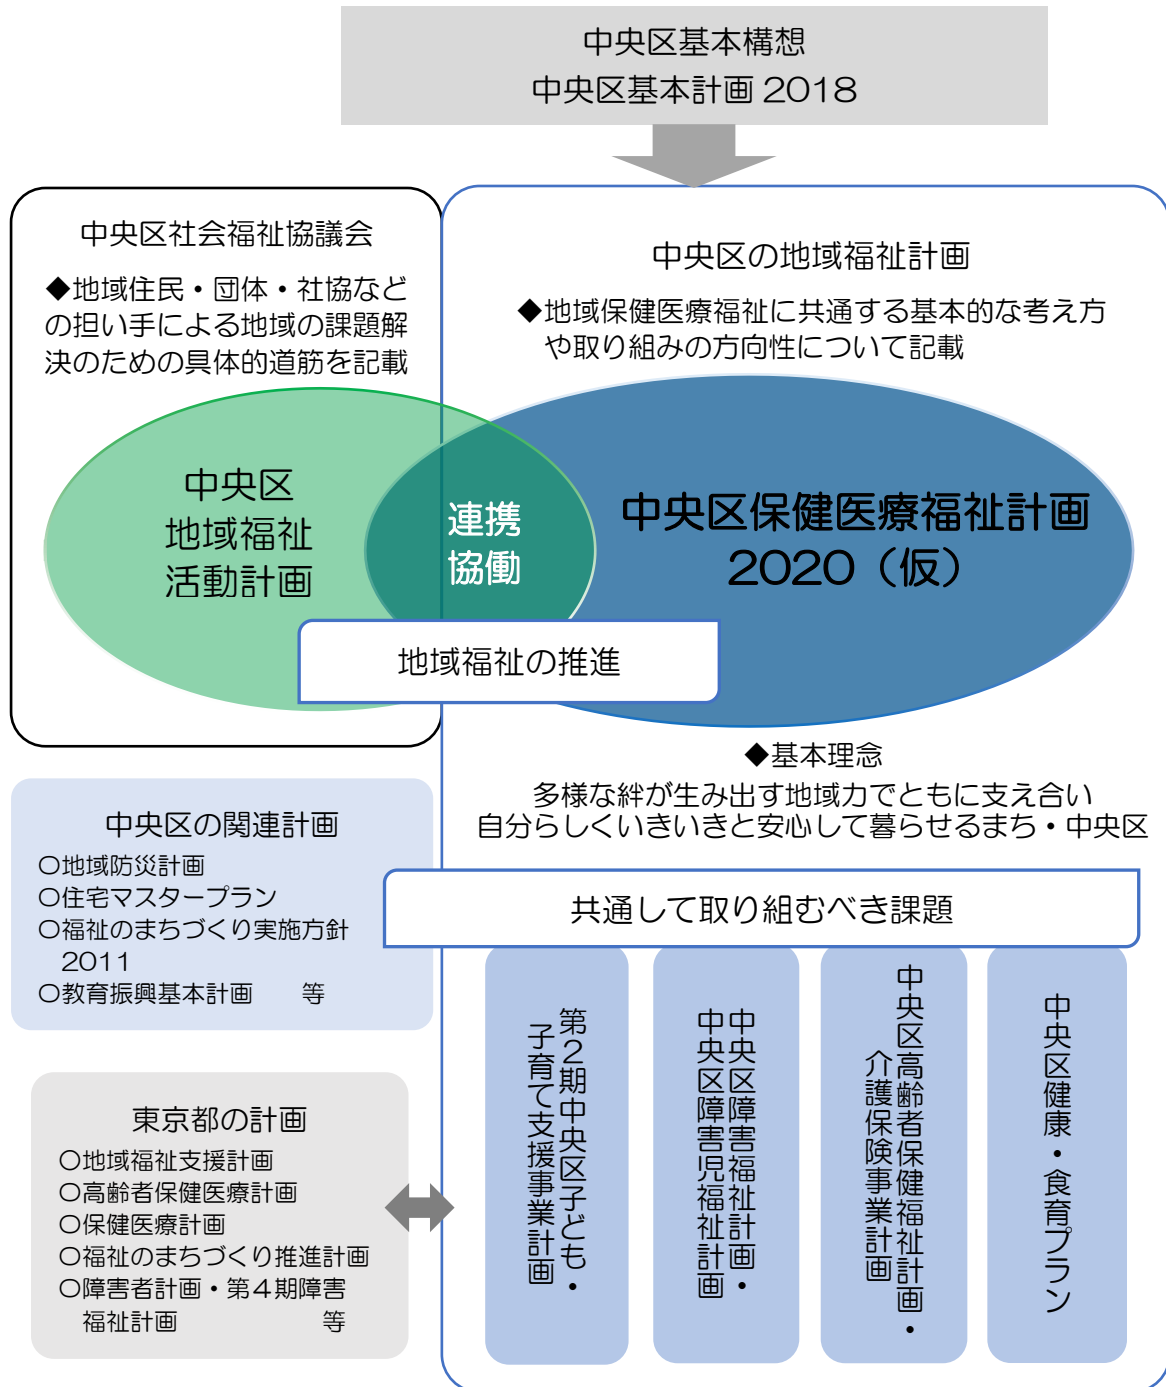 中央区基本構想
中央区基本計画 2018
中央区社会福祉協議会
◆地域住民・団体・社協など
の担い手による地域の課題解
決のための具体的道筋を記載
中央区の地域福祉計画
◆地域保健医療福祉に共通する基本的な考え方
や取り組みの方向性について記載
中央区
地域福祉
活動計画
連携
協働
中央区保健医療福祉計画
2020（仮）
地域福祉の推進
◆基本理念
多様な絆が生み出す地域力でともに支え合い
自分らしくいきいきと安心して暮らせるまち・中央区
中央区の関連計画
〇地域防災計画
〇住宅マスタープラン
〇福祉のまちづくり実施方針
2011
〇教育振興基本計画　　等
共通して取り組むべき課題
第２期中央区子ども・
子育て支援事業計画
中央区障害福祉計画・
中央区障害児福祉計画
中央区高齢者保健福祉計画・
介護保険事業計画
中央区健康・食育プラン
東京都の計画
〇地域福祉支援計画
〇高齢者保健医療計画
〇保健医療計画
〇福祉のまちづくり推進計画
〇障害者計画・第４期障害
福祉計画　　　　　　等